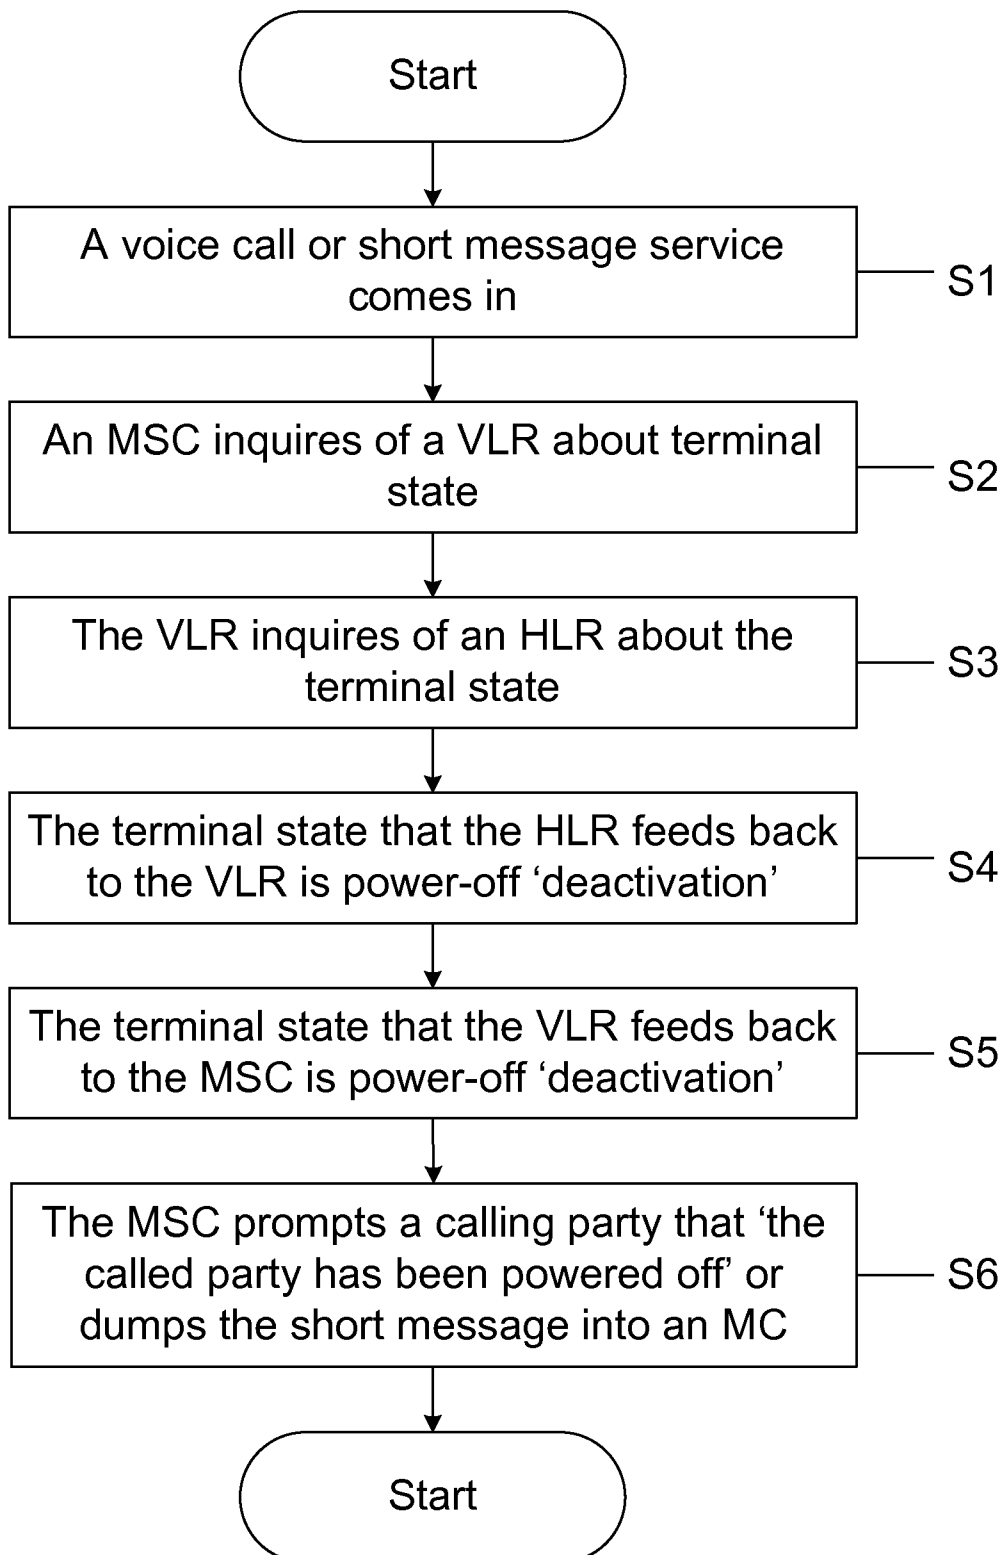 Start
A voice call or short message service
comes in
S1
An MSC inquires of a VLR about terminal
state
S2
The VLR inquires of an HLR about the
terminal state
S3
The terminal state that the HLR feeds back
to the VLR is power-off ‘deactivation’
S4
The terminal state that the VLR feeds back
to the MSC is power-off ‘deactivation’
S5
The MSC prompts a calling party that ‘the
called party has been powered off’ or
dumps the short message into an MC
S6
Start